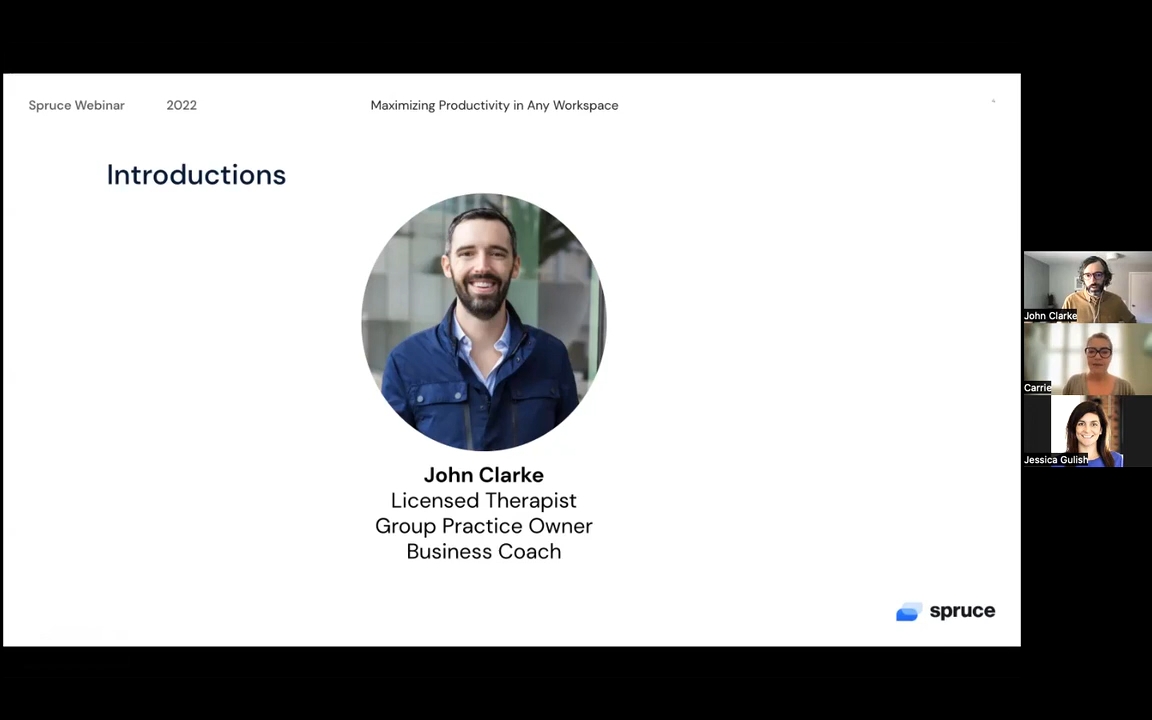 Spruce Webinar 2022 Maximizing Productivity in Any Workspace
Introductions
John Clarke
Licensed Therapist
Group Practice Owner
Business Coach
spruce
John Clarke
Carrie
Jessica Gulish